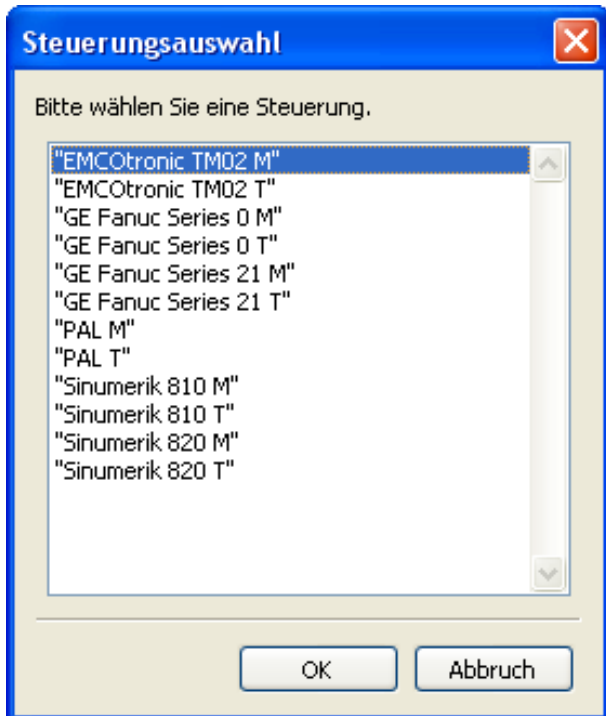 Steuerungsauswahl
Bitte wählen Sie eine Steuerung.
"EMCOtronic TM02 M"
"EMCOtronic TM02 T"
"GE Fanuc Series 0 M"
"GE Fanuc Series 0 T"
"GE Fanuc Series 21 M"
"GE Fanuc Series 21 T"
"PAL M"
"PAL T"
"Sinumerik 810 M"
"Sinumerik 810 T"
"Sinumerik 820 M"
"Sinumerik 820 T"
OK Abbruch